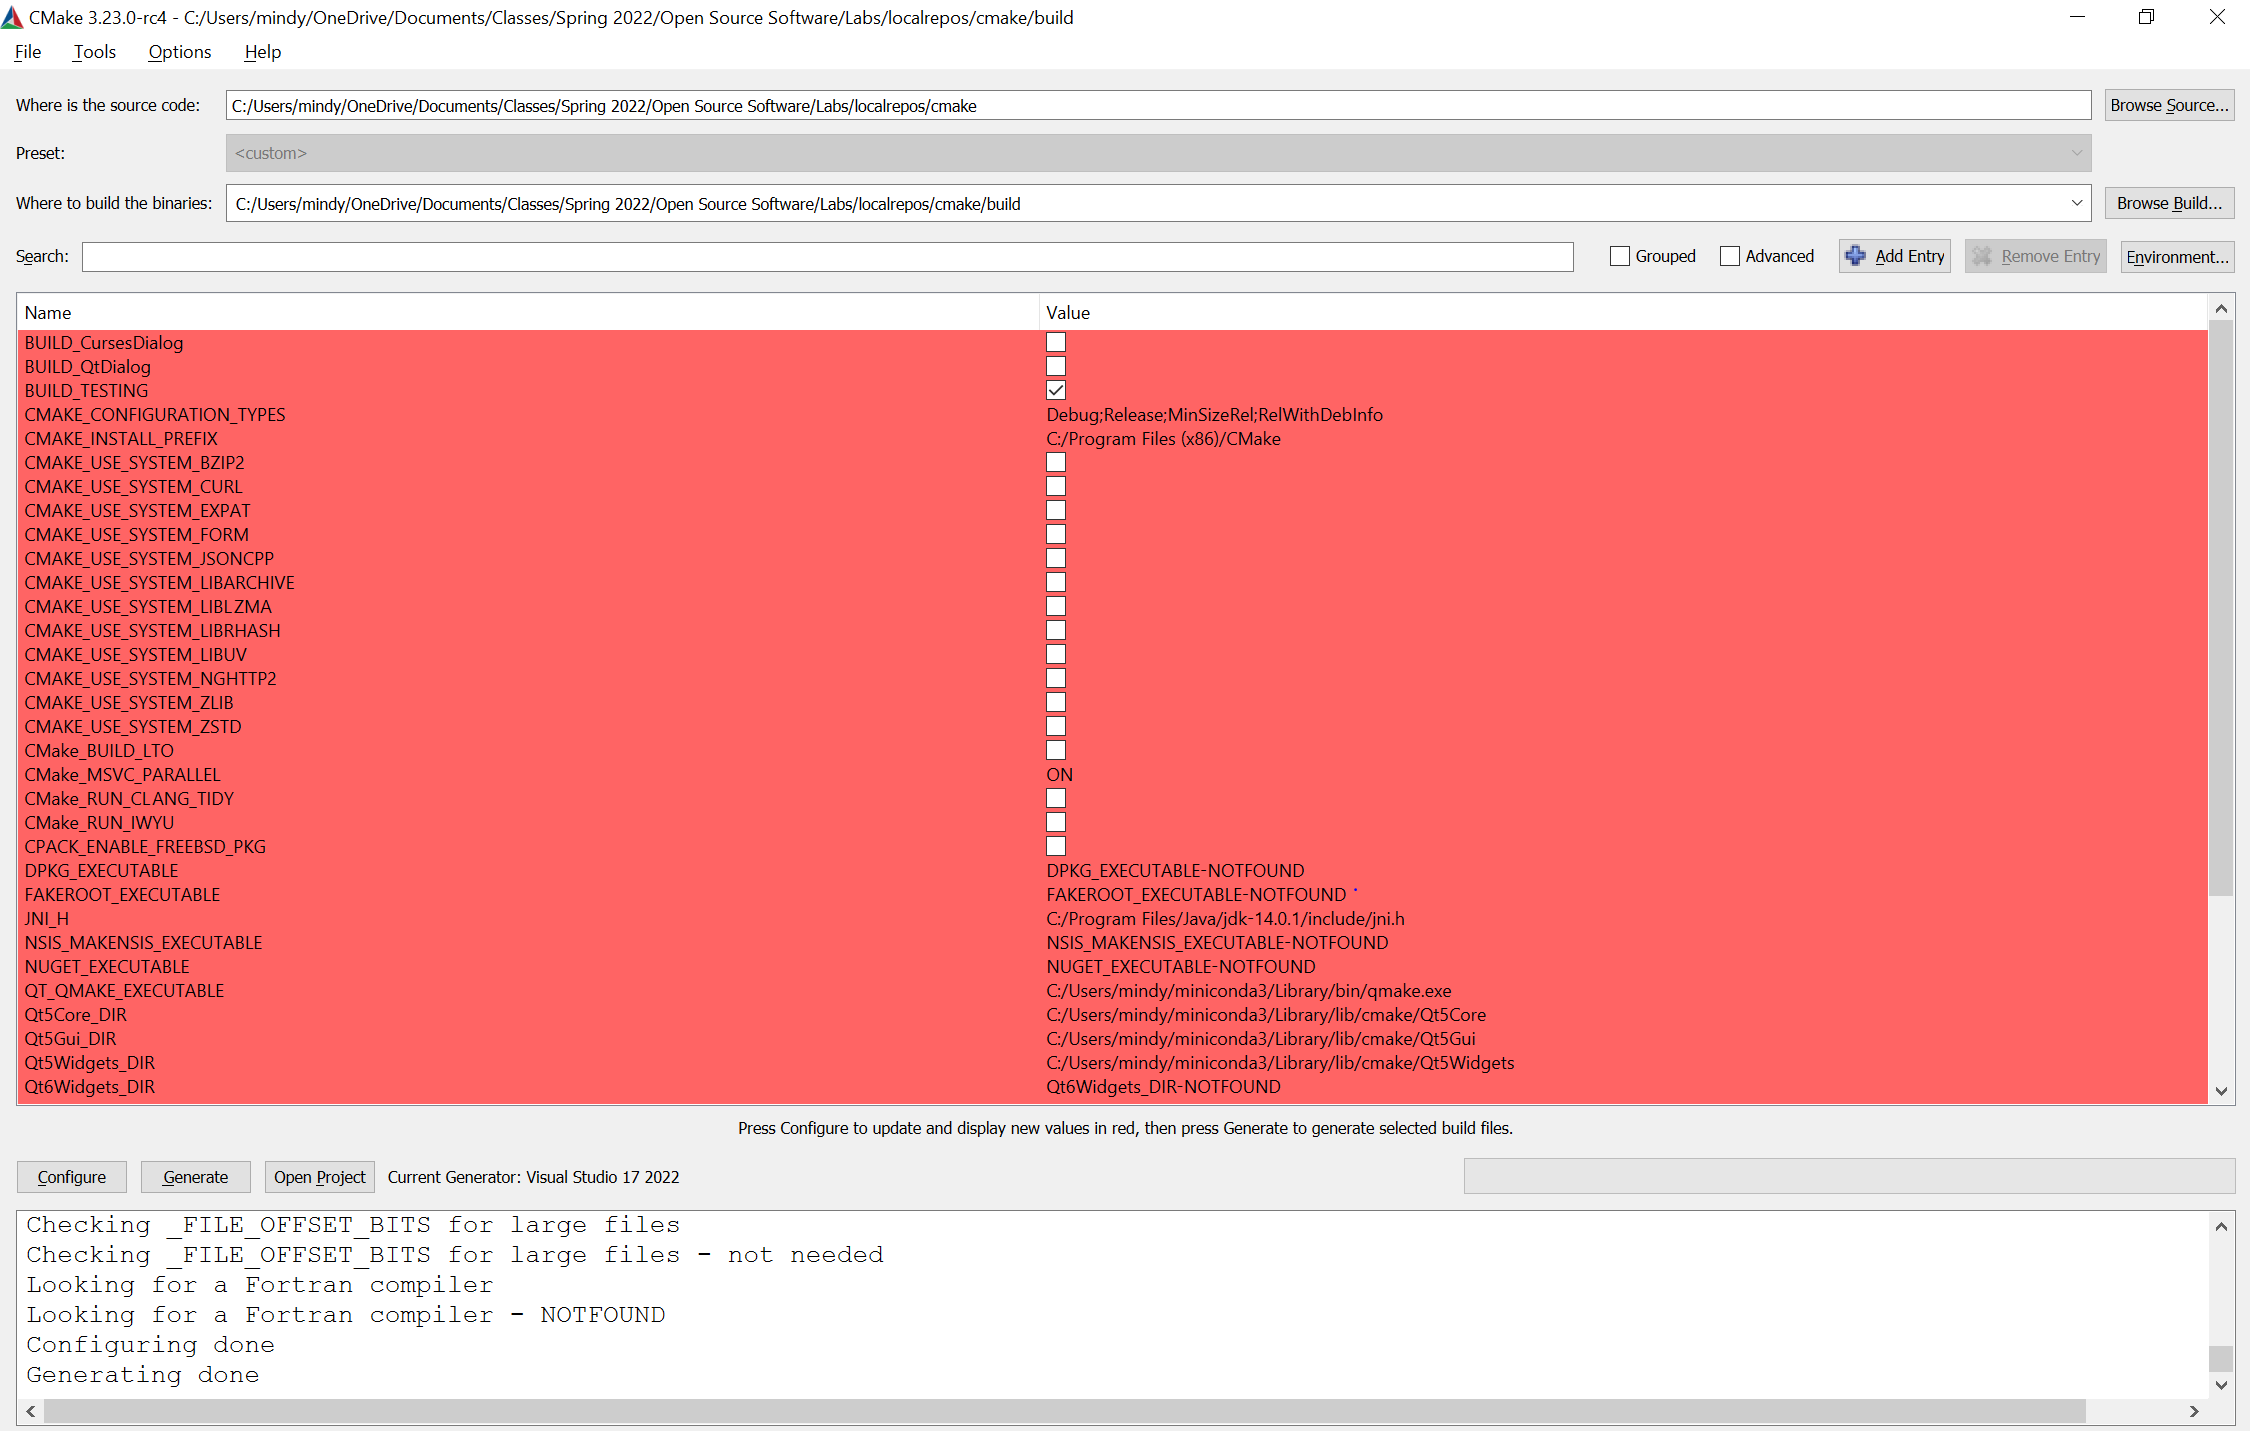 CMake 3.23.0-rc4 - C:/Users/mindy/OneDrive/Documents/Classes/Spring 2022/Open Source Software/Labs/localrepos/cmake/build
File Tools Options Help
Where is the source code: C:/Users/mindy/OneDrive/Documents/Classes/Spring 2022/Open Source Software/Labs/localrepos/cmake Browse Source...
Preset: <custom>
Where to build the binaries: C:/Users/mindy/OneDrive/Documents/Classes/Spring 2022/Open Source Software/Labs/localrepos/cmake/build Browse Build...
Search: Grouped Advanced Add Entry Remove Entry Environment...
Name Value
BUILD_CursesDialog
BUILD_QtDialog
BUILD_TESTING
CMAKE_CONFIGURATION_TYPES Debug;Release;MinSizeRel;RelWithDebInfo
CMAKE_INSTALL_PREFIX C:/Program Files (x86)/CMake
CMAKE_USE_SYSTEM_BZIP2
CMAKE_USE_SYSTEM_CURL
CMAKE_USE_SYSTEM_EXPAT
CMAKE_USE_SYSTEM_FORM
CMAKE_USE_SYSTEM_JSONCPP
CMAKE_USE_SYSTEM_LIBARCHIVE
CMAKE_USE_SYSTEM_LIBLZMA
CMAKE_USE_SYSTEM_LIBRHASH
CMAKE_USE_SYSTEM_LIBUV
CMAKE_USE_SYSTEM_NGHTTP2
CMAKE_USE_SYSTEM_ZLIB
CMAKE_USE_SYSTEM_ZSTD
CMake_BUILD_LTO
CMake_MSVC_PARALLEL ON
CMake_RUN_CLANG_TIDY
CMake_RUN_IWYU
CPACK_ENABLE_FREEBSD_PKG
DPKG_EXECUTABLE DPKG_EXECUTABLE-NOTFOUND
FAKEROOT_EXECUTABLE FAKEROOT_EXECUTABLE-NOTFOUND
JNI_H C:/Program Files/Java/jdk-14.0.1/include/jni.h
NSIS_MAKENSIS_EXECUTABLE NSIS_MAKENSIS_EXECUTABLE-NOTFOUND
NUGET_EXECUTABLE NUGET_EXECUTABLE-NOTFOUND
QT_QMAKE_EXECUTABLE C:/Users/mindy/miniconda3/Library/bin/qmake.exe
Qt5Core_DIR C:/Users/mindy/miniconda3/Library/lib/cmake/Qt5Core
Qt5Gui_DIR C:/Users/mindy/miniconda3/Library/lib/cmake/Qt5Gui
Qt5Widgets_DIR C:/Users/mindy/miniconda3/Library/lib/cmake/Qt5Widgets
Qt6Widgets_DIR Qt6Widgets_DIR-NOTFOUND
Press Configure to update and display new values in red, then press Generate to generate selected build files.
Configure Generate Open Project Current Generator: Visual Studio 17 2022
Checking _FILE_OFFSET_BITS for large files
Checking _FILE_OFFSET_BITS for large files - not needed
Looking for a Fortran compiler
Looking for a Fortran compiler - NOTFOUND
Configuring done
Generating done